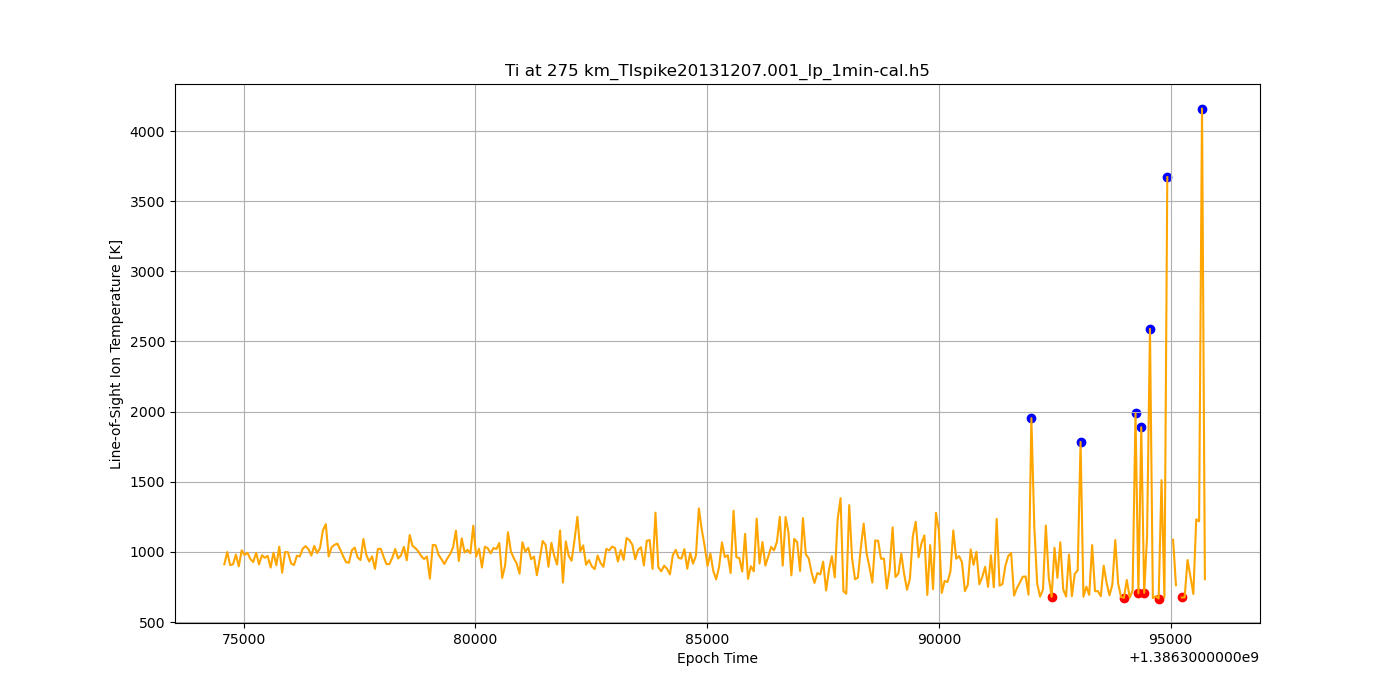 Ti at 275 km_TIspike20131207.001_lp_1min-cal.h5
Line-of-Sight Ion Temperature [K]
4000
3500
3000
2500
2000
1500
1000
500
75000 80000 85000 90000 95000
Epoch Time
+1.3863000000e9